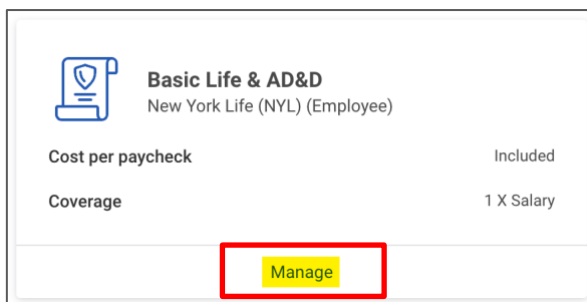 Basic Life & AD&D
New York Life (NYL) (Employee)
Cost per paycheck Included
Coverage 1 X Salary
Manage